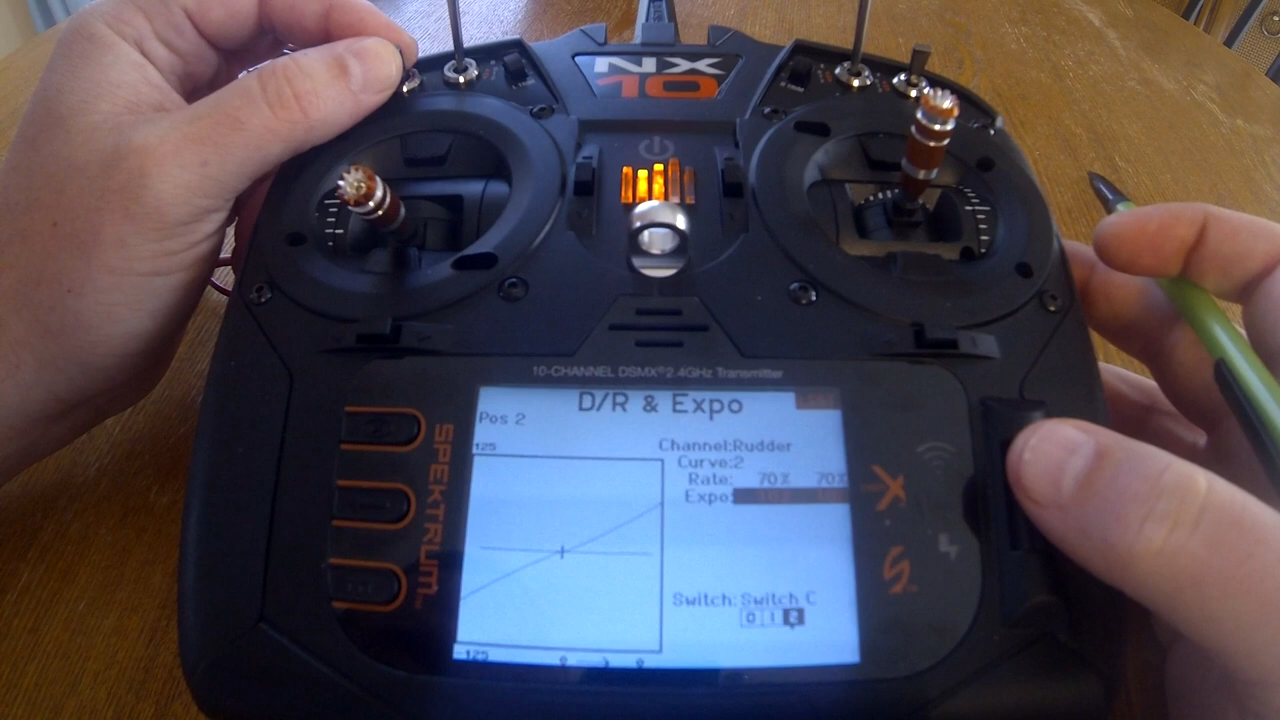 NX
10
10-CHANNEL DSMX® 2.4GHz Transmitter
D/R & Expo
Pos 2
125
Channel:Rudder
Curve:2
Rate: 70% 70%
Expo:
-125
Switch: Switch C
0 1 2
SPEKTRUM